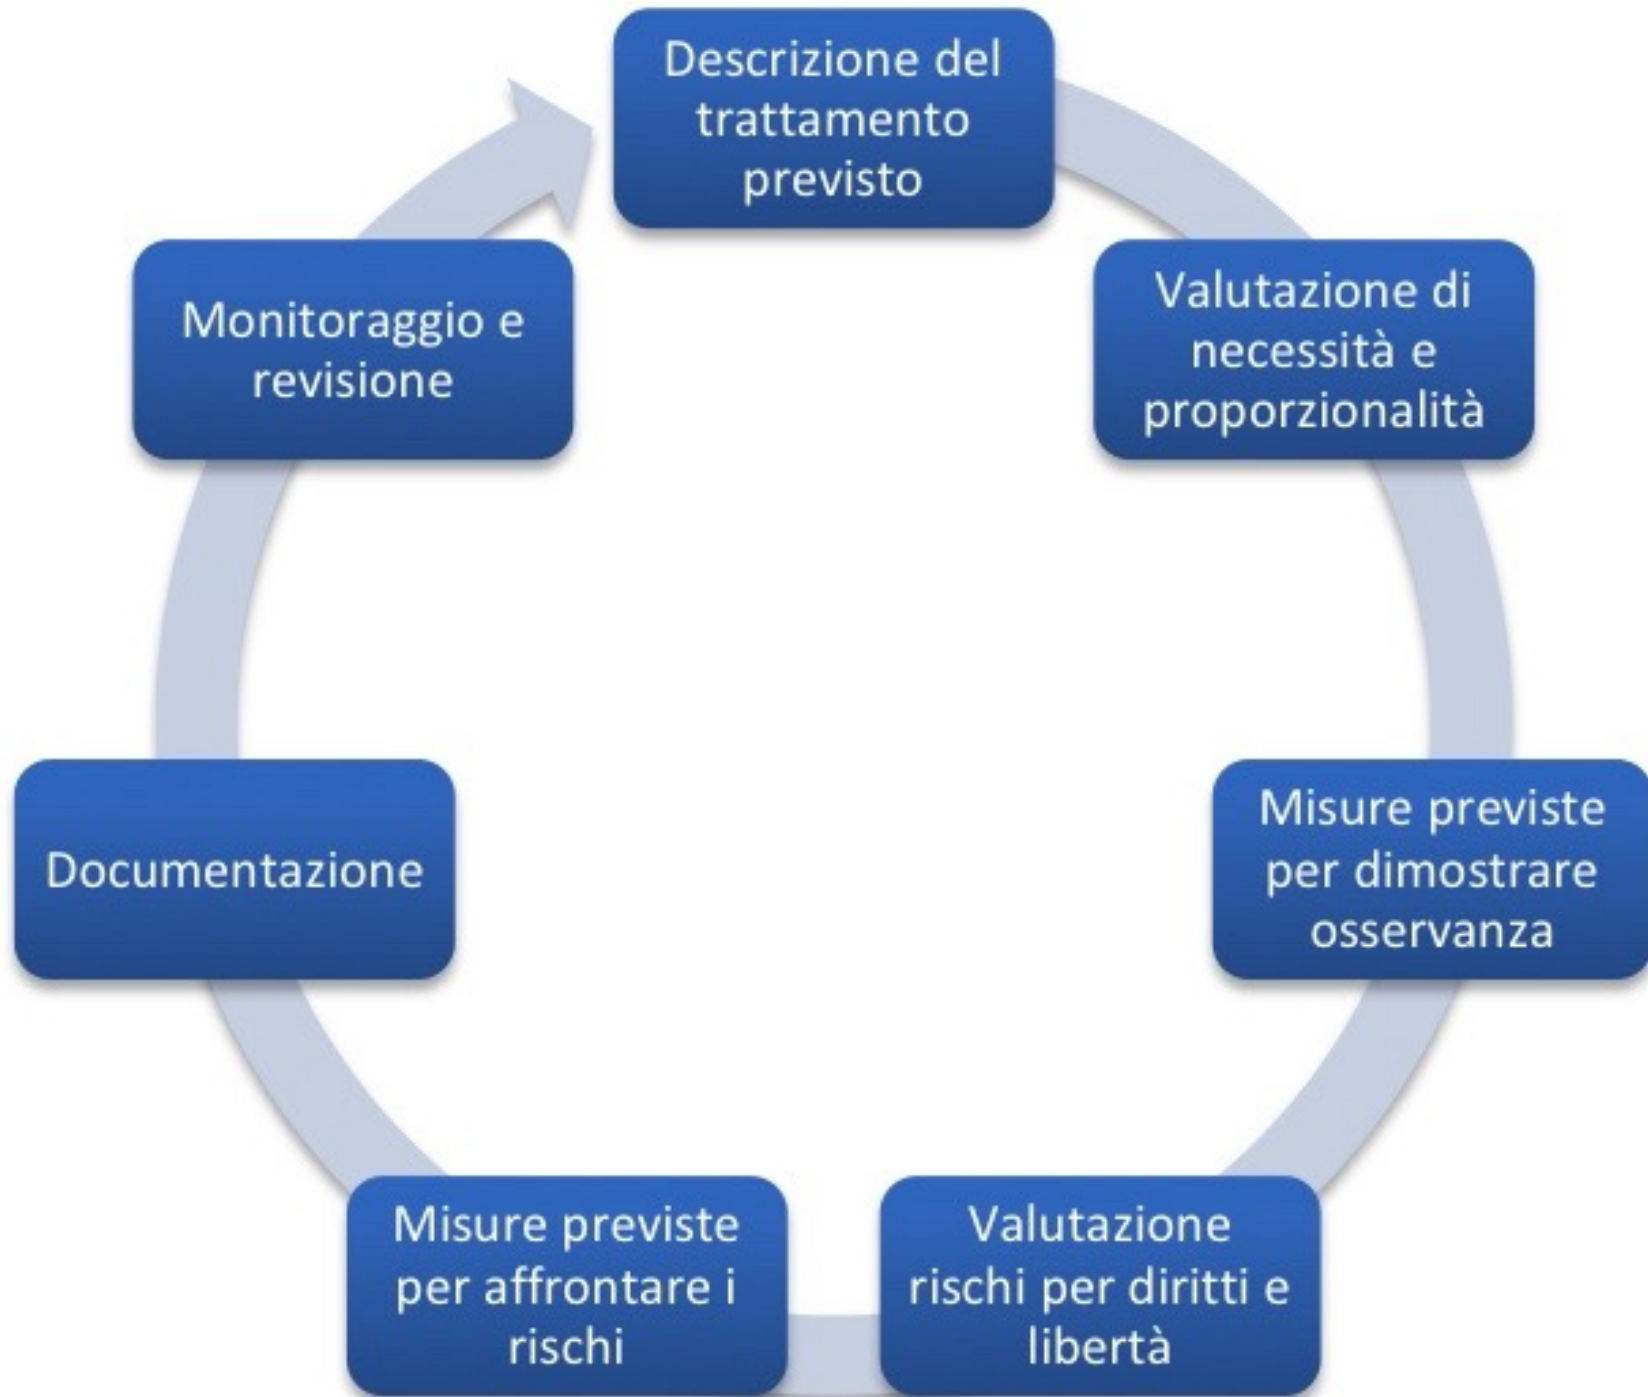 Descrizione del
trattamento
previsto
Valutazione di
necessità e
proporzionalità
Misure previste
per dimostrare
osservanza
Valutazione
rischi per diritti e
libertà
Misure previste
per affrontare i
rischi
Documentazione
Monitoraggio e
revisione